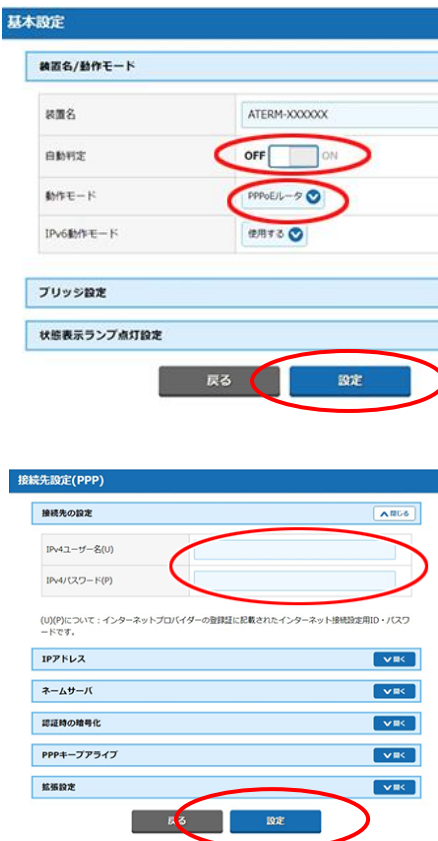 基本設定
装置名/動作モード
装置名 ATERM-XXXXXX
自動判定 OFF ON
動作モード PPPoEルータ
IPv6動作モード 使用する
ブリッジ設定
状態表示ランプ点灯設定
戻る 設定
接続先設定(PPP)
接続先の設定 閉じる
IPv4ユーザー名(U)
IPv4パスワード(P)
(U)(P)について：インターネットプロバイダーの登録証に記載されたインターネット接続設定用ID・パスワ
ードです。
IPアドレス 開く
ネームサーバ 開く
認証時の暗号化 開く
PPPキープアライブ 開く
拡張設定 開く
戻る 設定